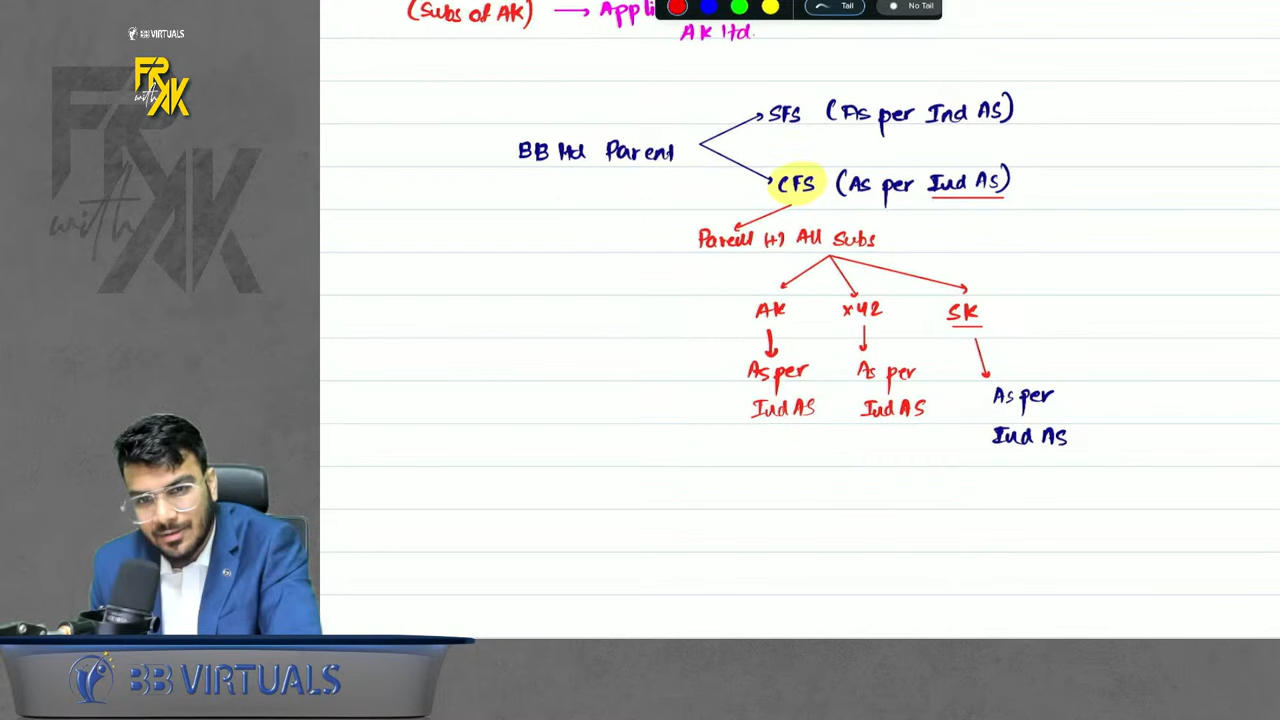 (Subs of AK) → Appli
Tail
No Tail
AK ltd.
BB VIRTUALS
FR
with
AK
SFS (As per Ind AS)
BB ltd Parent
CFS (As per Ind AS)
Parent (+) All Subs
AK XYZ SK
As per As per As per
Ind AS Ind AS Ind AS
BB VIRTUALS